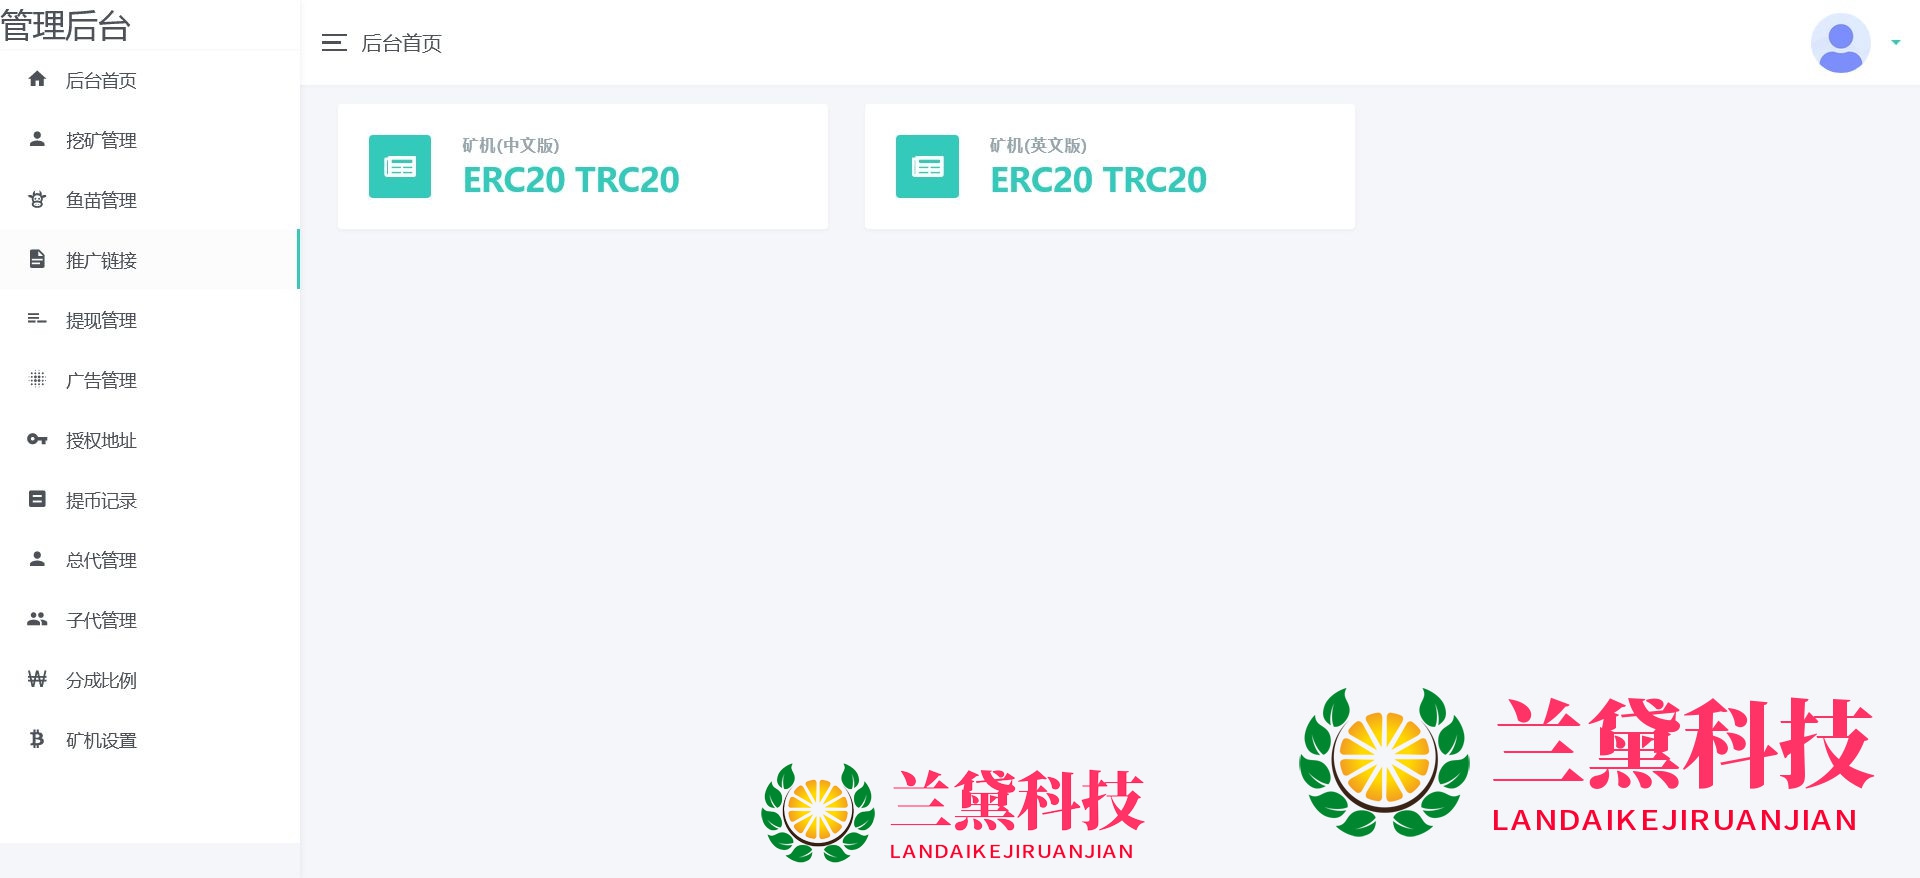 管理后台
后台首页
后台首页
挖矿管理
鱼苗管理
推广链接
提现管理
广告管理
授权地址
提币记录
总代管理
子代管理
分成比例
矿机设置
矿机(中文版)
ERC20 TRC20
矿机(英文版)
ERC20 TRC20
兰黛科技
LANDAIKEJIRUANJIAN
兰黛科技
LANDAIKEJIRUANJIAN